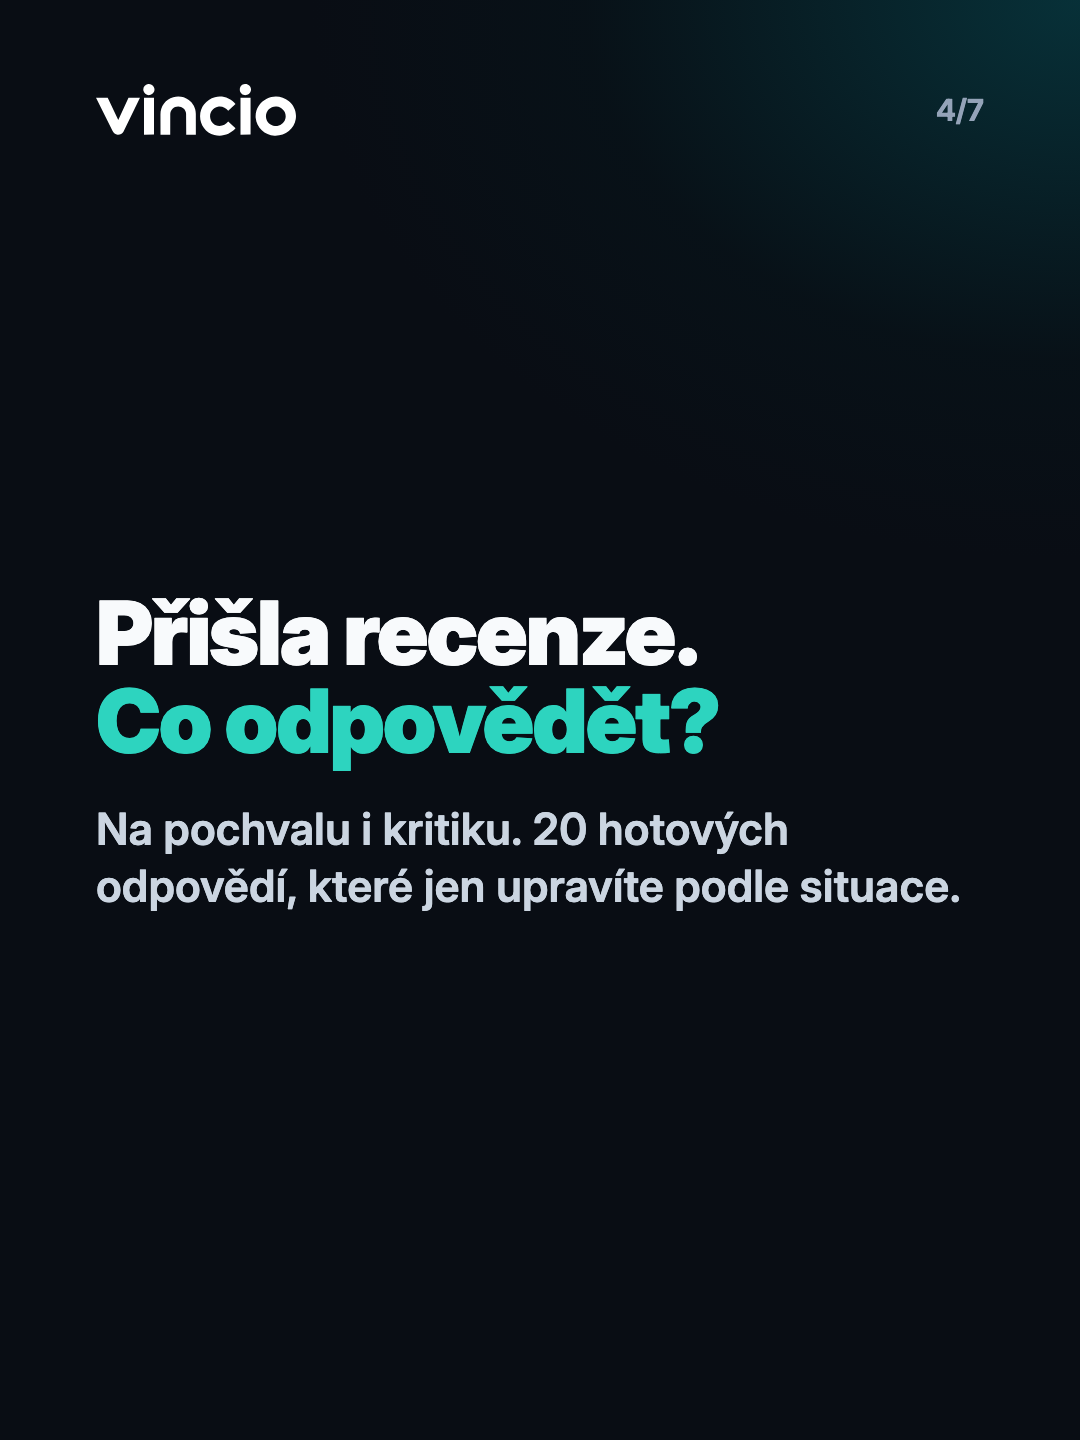 vincio
4/7
Přišla recenze.
Co odpovědět?
Na pochvalu i kritiku. 20 hotových
odpovědí, které jen upravíte podle situace.